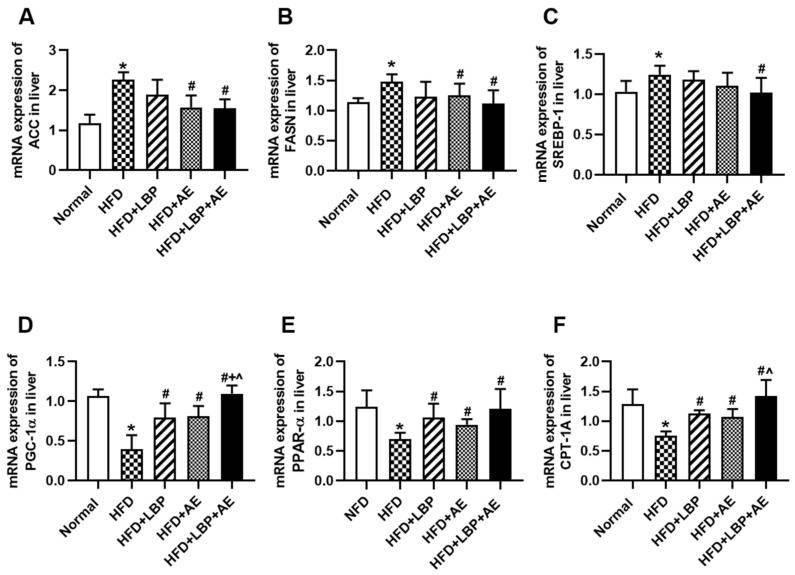 A
mRNA expression of
ACC in liver
3
2
1
0
*
#
#
Normal
HFD
HFD+LBP
HFD+AE
HFD+LBP+AE
B
mRNA expression of
FASN in liver
2.0
1.5
1.0
0.5
0.0
*
#
#
Normal
HFD
HFD+LBP
HFD+AE
HFD+LBP+AE
C
mRNA expression of
SREBP-1 in liver
1.5
1.0
0.5
0.0
*
#
Normal
HFD
HFD+LBP
HFD+AE
HFD+LBP+AE
D
mRNA expression of
PGC-1α in liver
1.5
1.0
0.5
0.0
*
#
#
#+^
Normal
HFD
HFD+LBP
HFD+AE
HFD+LBP+AE
E
mRNA expression of
PPAR-α in liver
2.0
1.5
1.0
0.5
0.0
*
#
#
#
NFD
HFD
HFD+LBP
HFD+AE
HFD+LBP+AE
F
mRNA expression of
CPT-1A in liver
2.0
1.5
1.0
0.5
0.0
*
#
#
#^
Normal
HFD
HFD+LBP
HFD+AE
HFD+LBP+AE